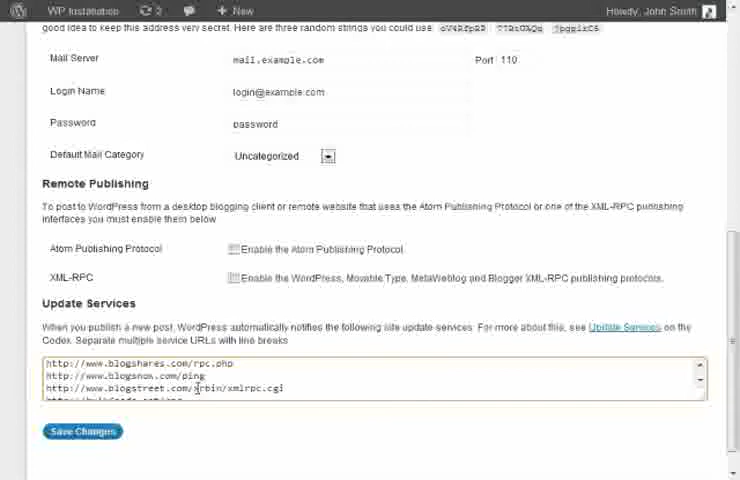 WP Installation 2 + New Howdy, John Smith
good idea to keep this address very secret. Here are three random strings you could use:
Mail Server mail.example.com Port 110
Login Name login@example.com
Password password
Default Mail Category Uncategorized
Remote Publishing
To post to WordPress from a desktop blogging client or remote website that uses the Atom Publishing Protocol or one of the XML-RPC publishing
interfaces you must enable them below
Atom Publishing Protocol Enable the Atom Publishing Protocol.
XML-RPC Enable the WordPress, Movable Type, MetaWeblog and Blogger XML-RPC publishing protocols.
Update Services
When you publish a new post, WordPress automatically notifies the following site update services. For more about this, see Update Services on the
Codex. Separate multiple service URLs with line breaks
http://www.blogshares.com/rpc.php
http://www.blogsnow.com/ping
http://www.blogstreet.com/xrbin/xmlrpc.cgi
Save Changes